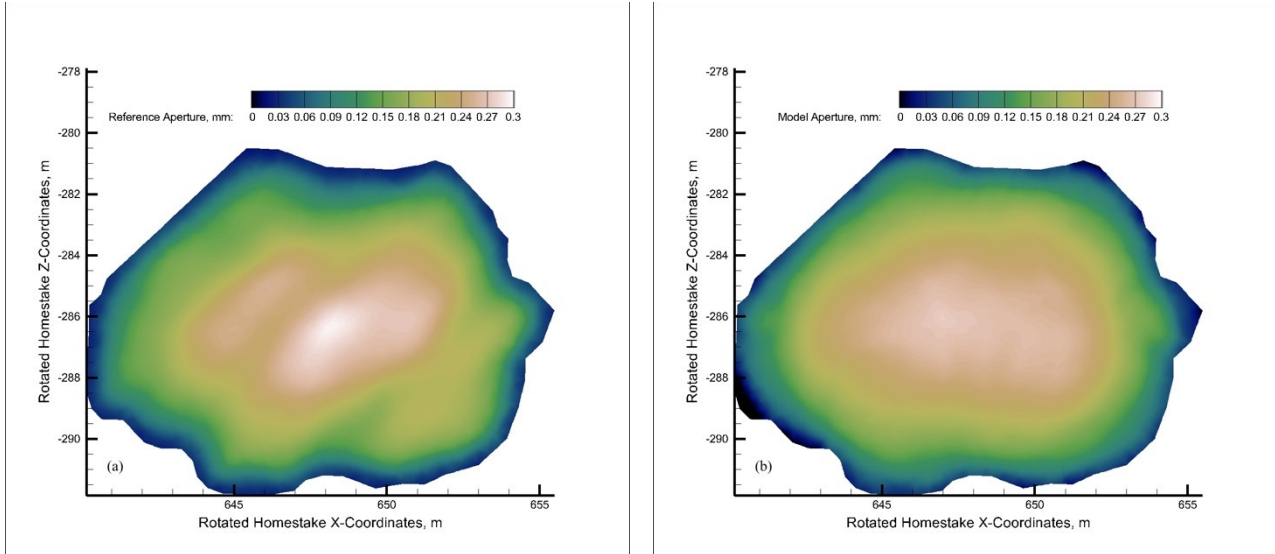 -278
Reference Aperture, mm: 0 0.03 0.06 0.09 0.12 0.15 0.18 0.21 0.24 0.27 0.3
-280
-282
-284
-286
-288
-290
Rotated Homestake Z-Coordinates, m
(a)
645 650 655
Rotated Homestake X-Coordinates, m
-278
Model Aperture, mm: 0 0.03 0.06 0.09 0.12 0.15 0.18 0.21 0.24 0.27 0.3
-280
-282
-284
-286
-288
-290
Rotated Homestake Z-Coordinates, m
(b)
645 650 655
Rotated Homestake X-Coordinates, m